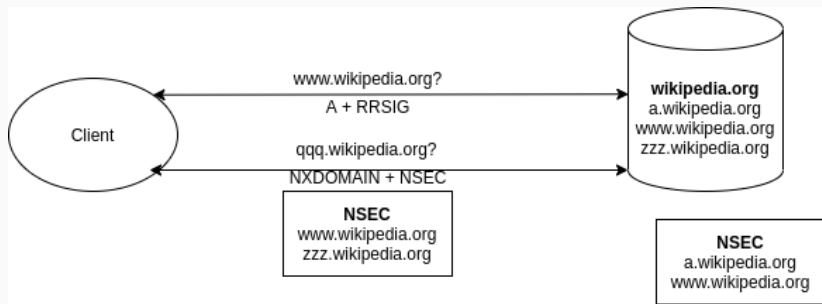 www.wikipedia.org?
A + RRSIG
Client
qqq.wikipedia.org?
NXDOMAIN + NSEC
NSEC
www.wikipedia.org
zzz.wikipedia.org
wikipedia.org
a.wikipedia.org
www.wikipedia.org
zzz.wikipedia.org
NSEC
a.wikipedia.org
www.wikipedia.org